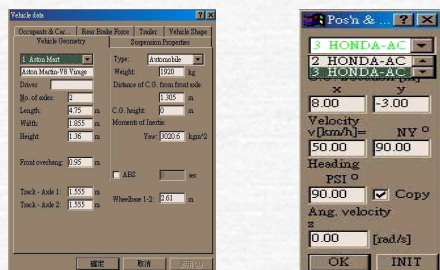 Vehicle data
Occupants & Car... Rear Brake Force Trailer Vehicle Shape
Vehicle Geometry Suspension Properties
1 Aston Mart
Aston Martin-V8 Virage
Driver:
No. of axles: 2
Length: 4.75 m
Width: 1.855 m
Height: 1.36 m
Front overhang: 0.95 m
Track - Axle 1: 1.555 m
Track - Axle 2: 1.555 m
Type: Automobile
Weight: 1920 kg
Distance of C.G. from front axle:
1.305 m
C.G. height: 0 m
Moments of Inertia:
Yaw: 3020.6 kgm^2
ABS sec
Wheelbase 1-2: 2.61 m
確定 取消
Pos'n & ...
3 HONDA-AC
2 HONDA-AC
3 HONDA-AC
x y
8.00 -3.00
Velocity
v[km/h]= NY °
50.00 90.00
Heading
PSI °
90.00 Copy
Ang. velocity
z
0.00 [rad/s]
OK INIT